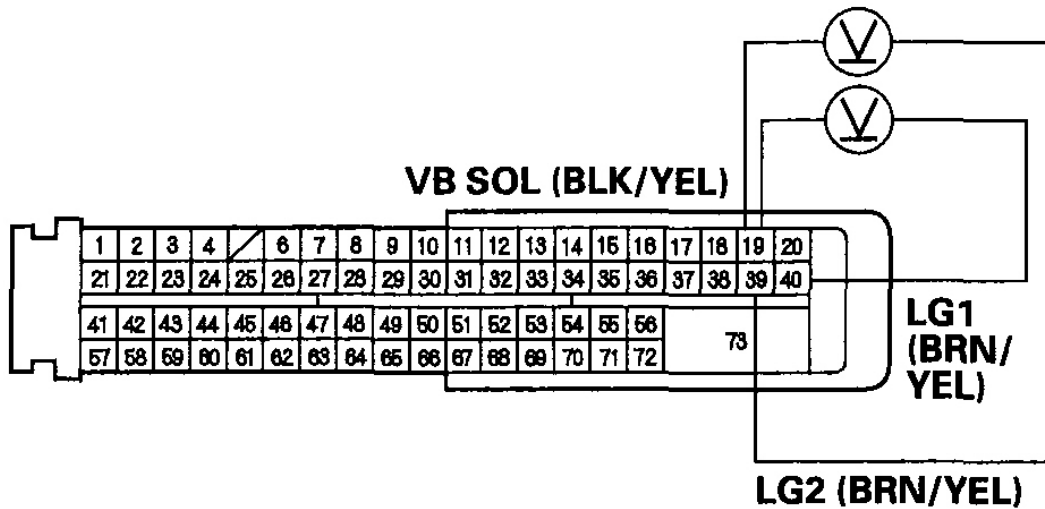 V
V
VB SOL (BLK/YEL)
1 2 3 4 6 7 8 9 10 11 12 13 14 15 16 17 18 19 20
21 22 23 24 25 26 27 28 29 30 31 32 33 34 35 36 37 38 39 40
41 42 43 44 45 46 47 48 49 50 51 52 53 54 55 56
73
57 58 59 60 61 62 63 64 65 66 67 68 69 70 71 72
LG1
(BRN/
YEL)
LG2 (BRN/YEL)